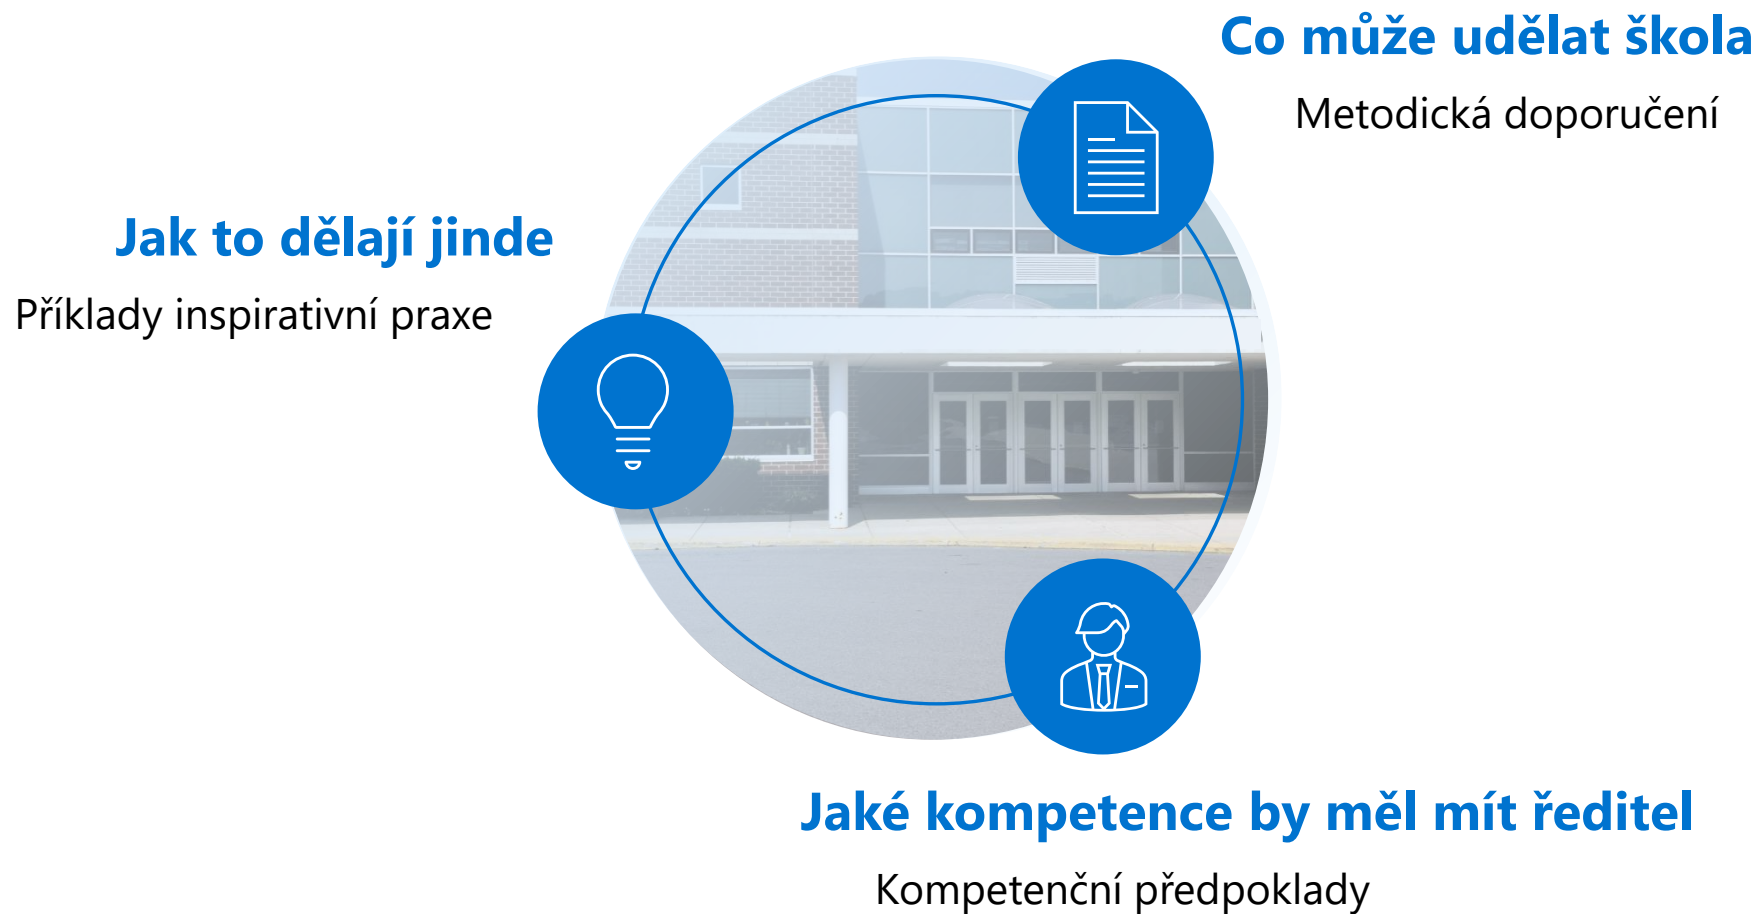 Co může udělat škola
Metodická doporučení
Jak to dělají jinde
Příklady inspirativní praxe
Jaké kompetence by měl mít ředitel
Kompetenční předpoklady